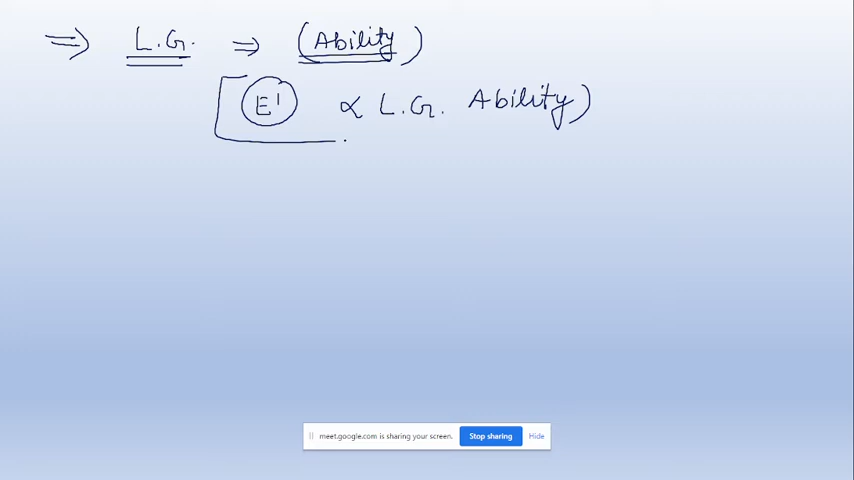 ⇒ L.G. ⇒ (Ability)
E' ∝ L.G. Ability)
meet.google.com is sharing your screen. Stop sharing Hide